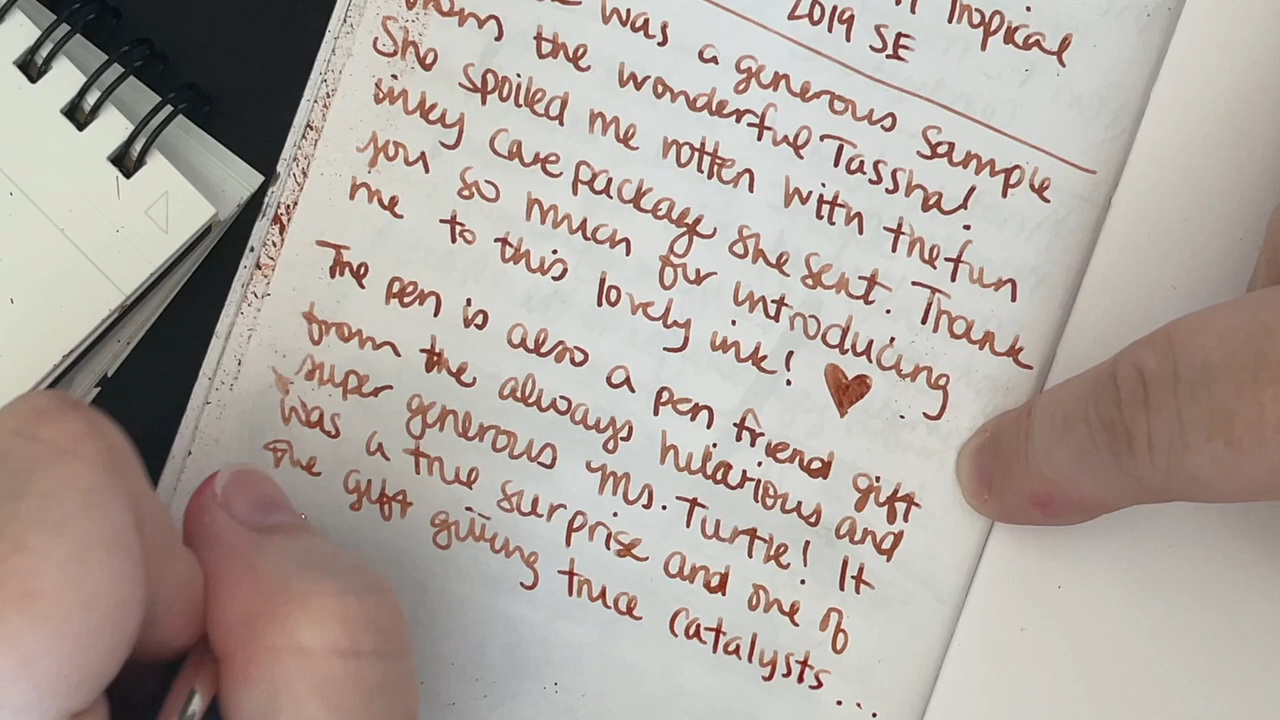 Tropical
2019 SE
was a generous sample
from the wonderful Tassha!
She spoiled me rotten with the fun
inky care package she sent. Thank
you so much for introducing
me to this lovely ink! ♥
The pen is also a pen friend gift
from the always hilarious and
super generous Ms. Turtle! It
was a true surprise and one of
the gift giving truce catalysts...